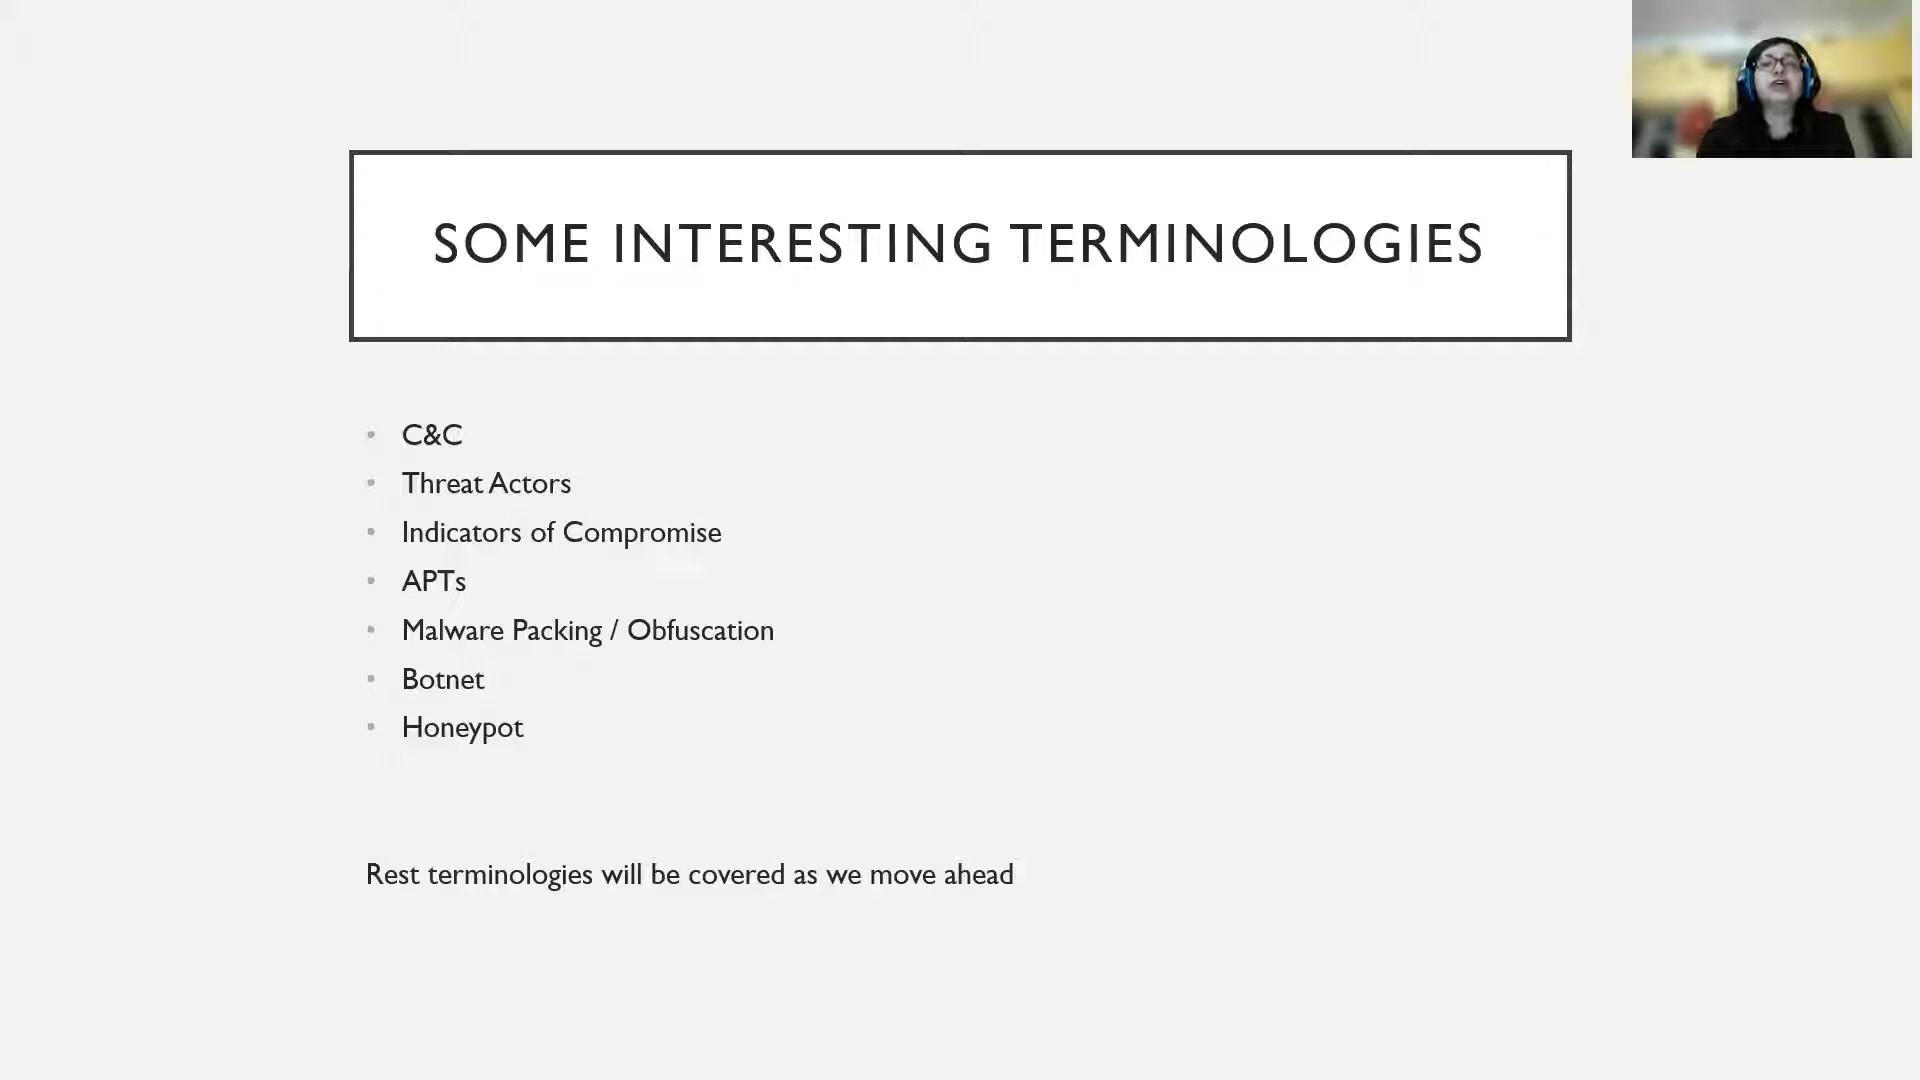 SOME INTERESTING TERMINOLOGIES
• C&C
• Threat Actors
• Indicators of Compromise
• APTs
• Malware Packing / Obfuscation
• Botnet
• Honeypot
Rest terminologies will be covered as we move ahead